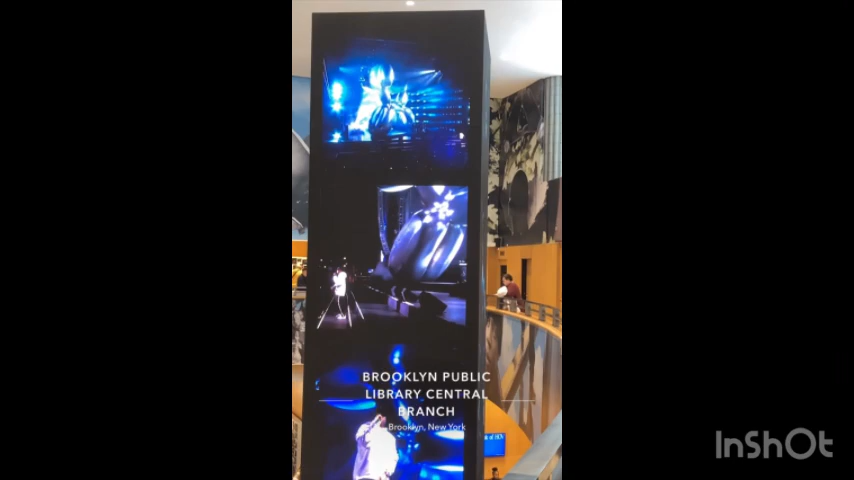 BROOKLYN PUBLIC
LIBRARY CENTRAL
BRANCH
Brooklyn, New York
InShOt